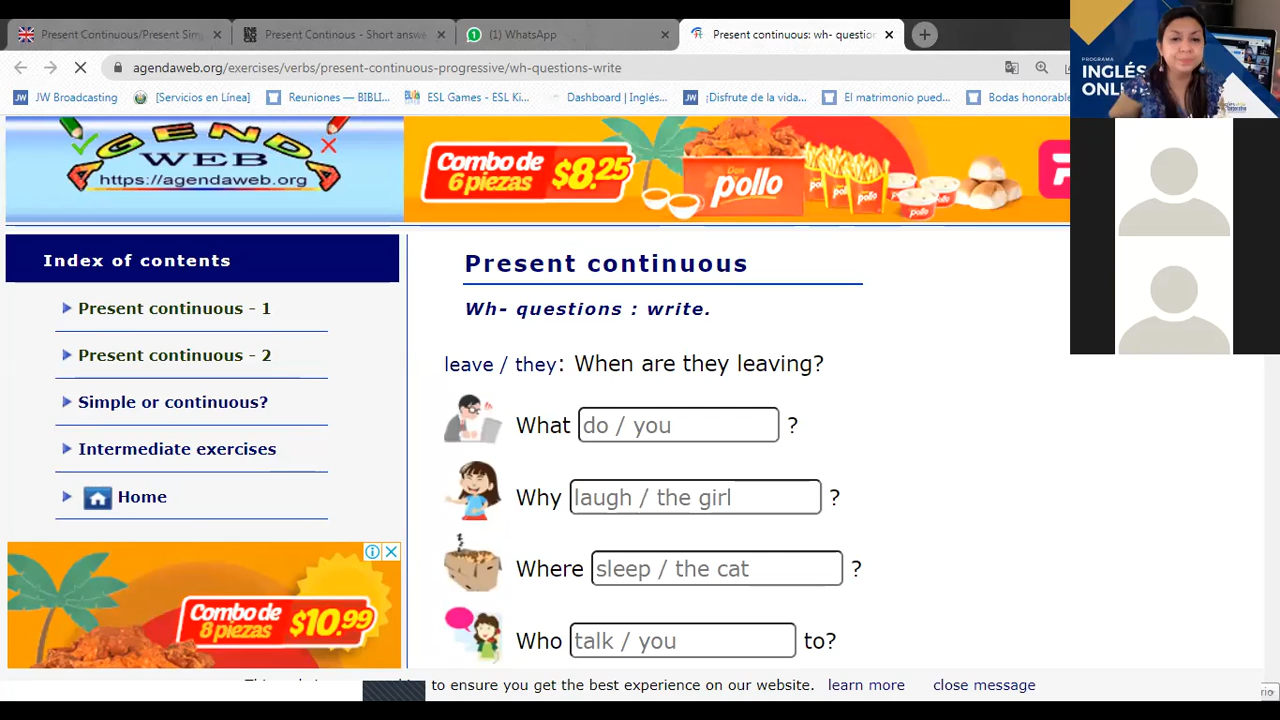 Present Continuous/Present Sim
Present Continous - Short answe
(1) WhatsApp
Present continuous: wh- questio
agendaweb.org/exercises/verbs/present-continuous-progressive/wh-questions-write
JW Broadcasting
[Servicios en Línea]
Reuniones — BIBLI...
ESL Games - ESL Ki...
Dashboard | Inglés...
¡Disfrute de la vida...
El matrimonio pued...
Bodas honorable
PROGRAMA
INGLÉS
ONL
AGENDA
WEB
https://agendaweb.org
Combo de
6 piezas $8.25
Don
pollo
Index of contents
Present continuous - 1
Present continuous - 2
Simple or continuous?
Intermediate exercises
Home
Combo de
8 piezas $10.99
Present continuous
Wh- questions : write.
leave / they: When are they leaving?
What do / you ?
Why laugh / the girl ?
Where sleep / the cat ?
Who talk / you to?
to ensure you get the best experience on our website. learn more close message